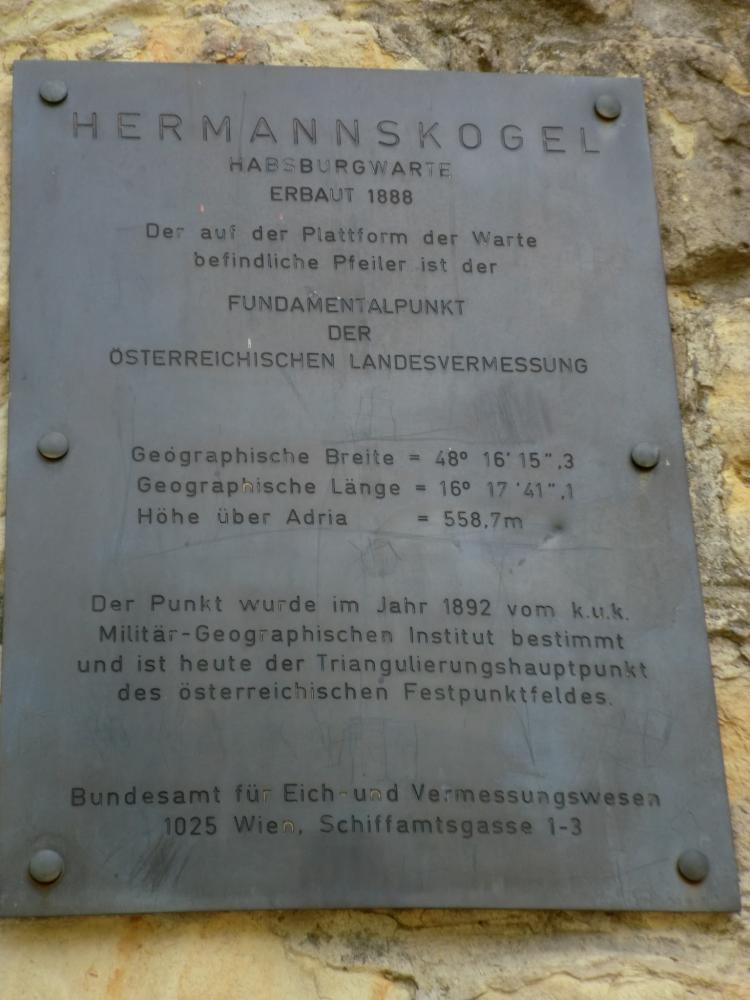 HERMANNSKOGEL
HABSBURGWARTE
ERBAUT 1888
Der auf der Plattform der Warte
befindliche Pfeiler ist der
FUNDAMENTALPUNKT
DER
ÖSTERREICHISCHEN LANDESVERMESSUNG
Geographische Breite = 48° 16' 15",3
Geographische Länge = 16° 17 '41",1
Höhe über Adria = 558,7m
Der Punkt wurde im Jahr 1892 vom k.u.k.
Militär-Geographischen Institut bestimmt
und ist heute der Triangulierungshauptpunkt
des österreichischen Festpunktfeldes.
Bundesamt für Eich-und Vermessungswesen
1025 Wien, Schiffamtsgasse 1-3